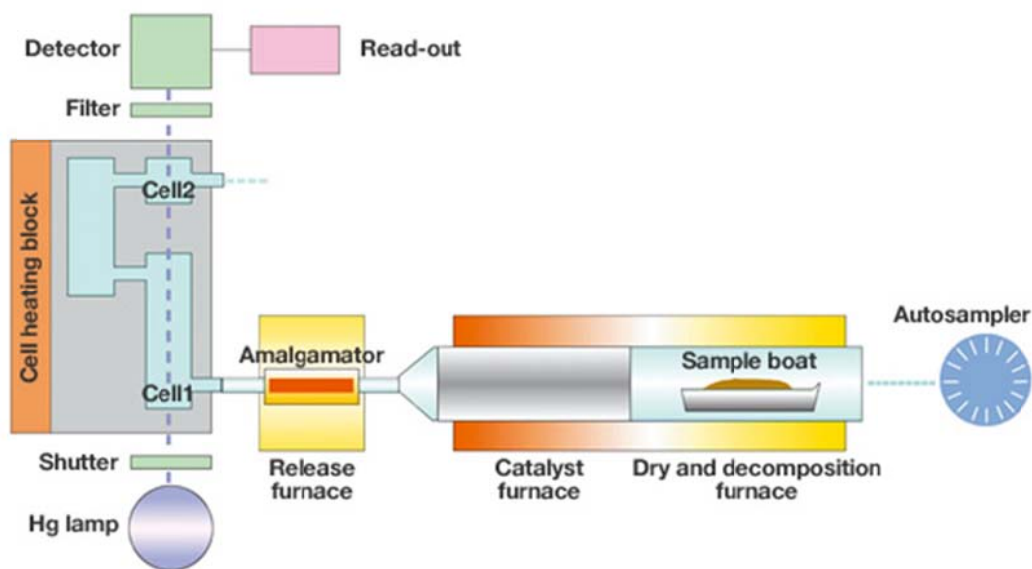 Detector
Read-out
Filter
Cell heating block
Cell2
Cell1
Amalgamator
Sample boat
Autosampler
Shutter
Release
furnace
Catalyst
furnace
Dry and decomposition
furnace
Hg lamp